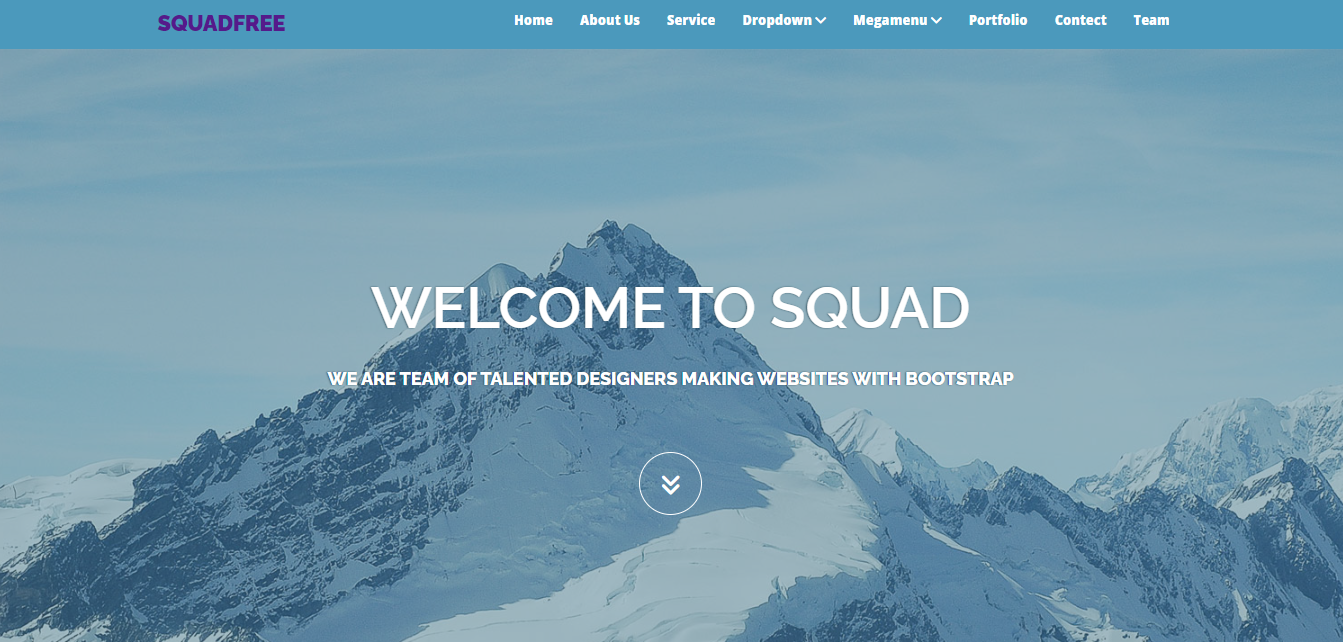 SQUADFREE
Home About Us Service Dropdown Megamenu Portfolio Contect Team
WELCOME TO SQUAD
WE ARE TEAM OF TALENTED DESIGNERS MAKING WEBSITES WITH BOOTSTRAP